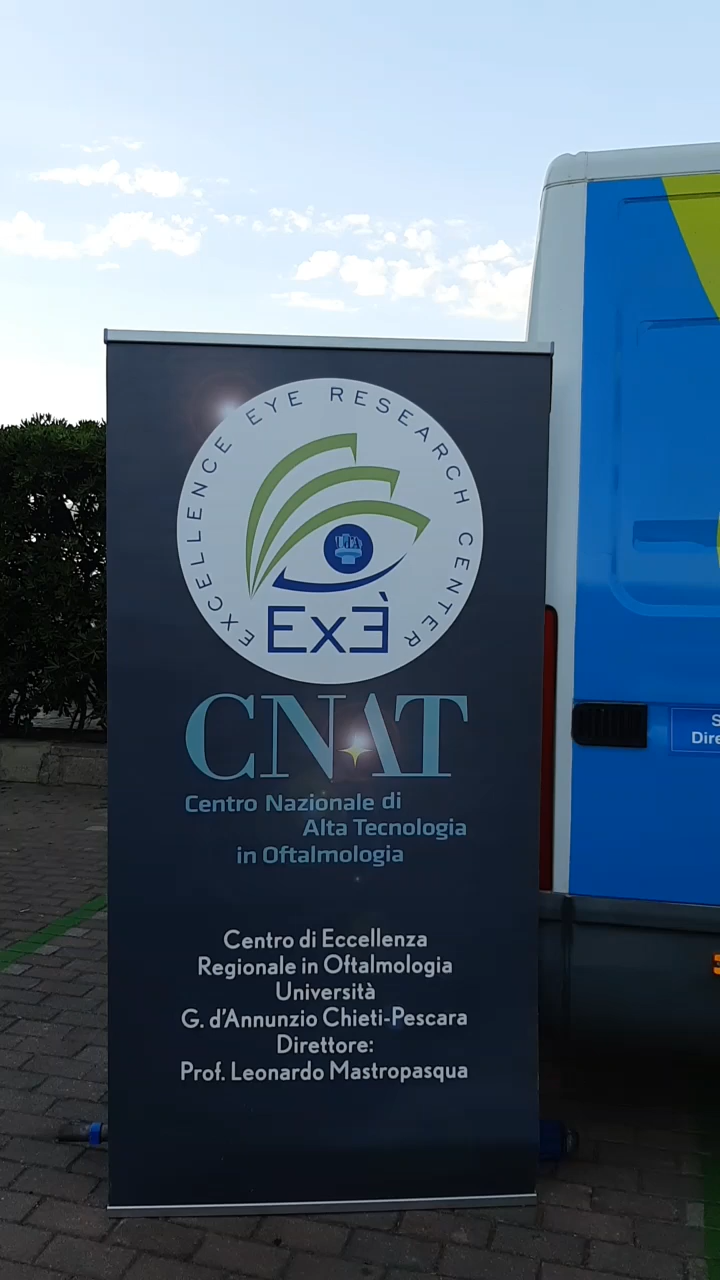 EXCELLENCE EYE RESEARCH CENTER
UDA
ExÈ
CNAT
Centro Nazionale di
Alta Tecnologia
in Oftalmologia
Centro di Eccellenza
Regionale in Oftalmologia
Università
G. d'Annunzio Chieti-Pescara
Direttore:
Prof. Leonardo Mastropasqua